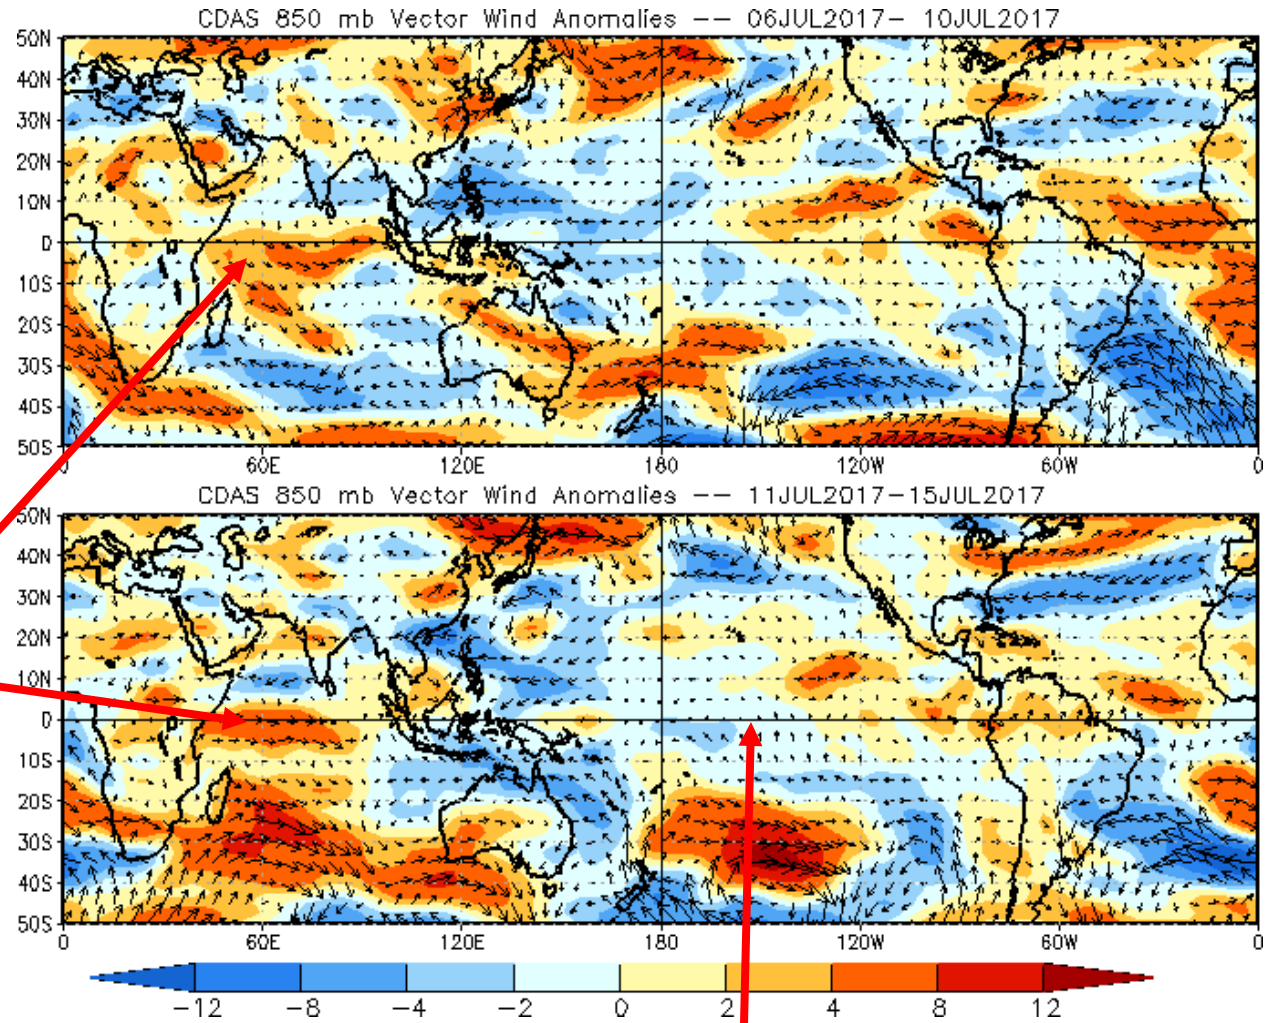 CDAS 850 mb Vector Wind Anomalies -- 06JUL2017- 10JUL2017
50N
40N
30N
20N
10N
0
10S
20S
30S
40S
50S
0 60E 120E 180 120W 60W 0
CDAS 850 mb Vector Wind Anomalies -- 11JUL2017-15JUL2017
50N
40N
30N
20N
10N
0
10S
20S
30S
40S
50S
0 60E 120E 180 120W 60W 0
-12 -8 -4 -2 0 2 4 8 12